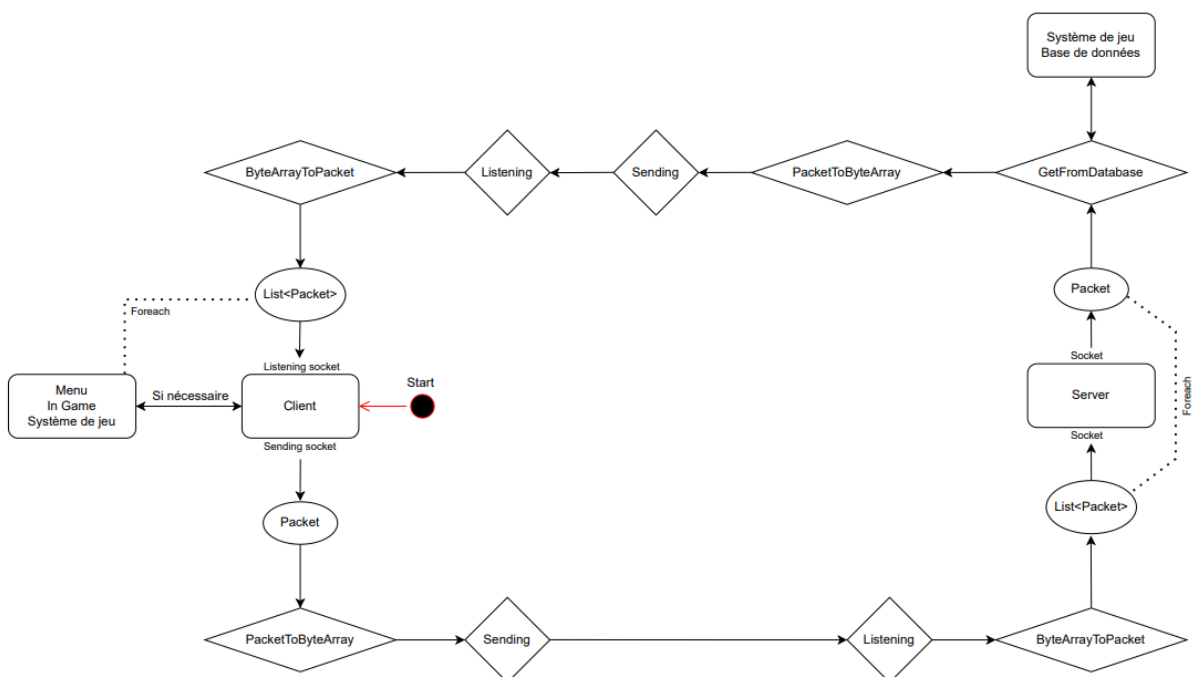 Système de jeu
Base de données
ByteArrayToPacket
Listening
Sending
PacketToByteArray
GetFromDatabase
List<Packet>
Packet
Foreach
Listening socket
Socket
Menu
In Game
Système de jeu
Si nécessaire
Client
Start
Server
Foreach
Sending socket
Socket
Packet
List<Packet>
PacketToByteArray
Sending
Listening
ByteArrayToPacket